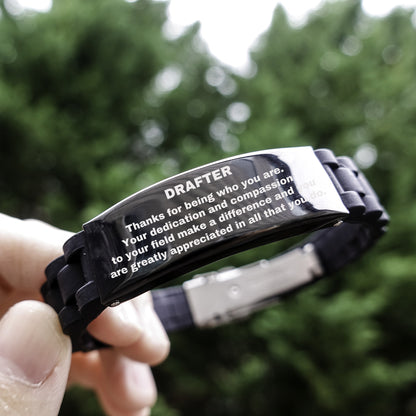 DRAFTER
Thanks for being who you are.
Your dedication and compassion you
to your field make a difference and
are greatly appreciated in all that you do.